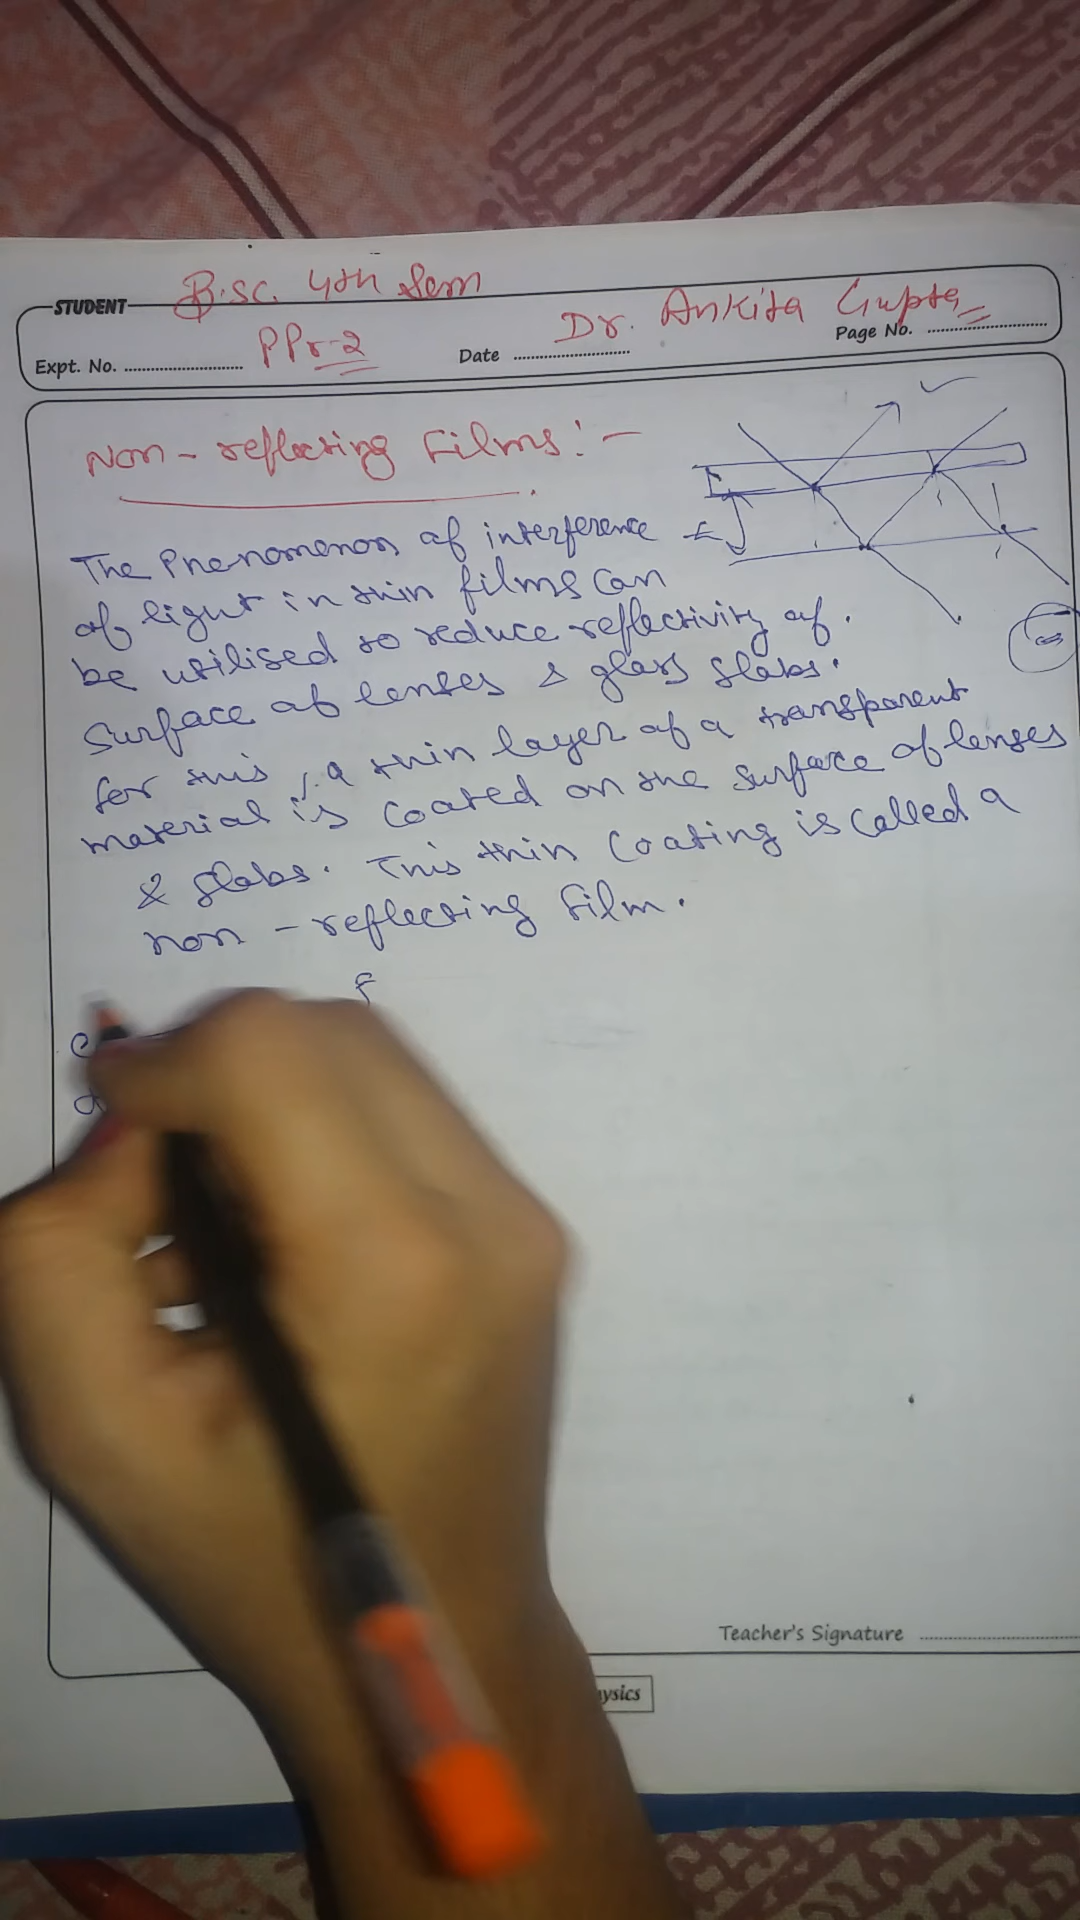 B.Sc. 4th Sem
STUDENT
Dr. Ankita Gupta
Expt. No. PPr-2 Date Page No.
Non-reflecting Films:-
The Phenomenon of interference
of light in thin films can
be utilised to reduce reflectivity of.
Surface of lenses & glass slabs.
for this, a thin layer of a transparent
material is coated on the surface of lenses
& slabs. This thin coating is called a
non-reflecting film.
t
Teacher's Signature
ysics